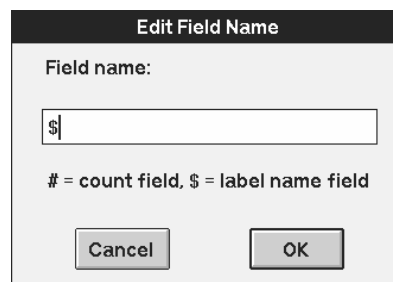 Edit Field Name
Field name:
$
# = count field, $ = label name field
Cancel OK